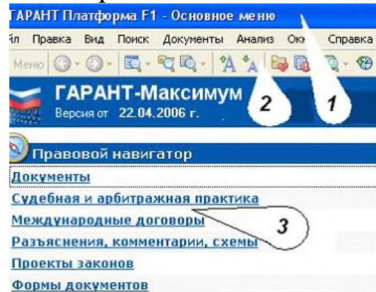 ГАРАНТ Платформа F1 - Основное меню
йл Правка Вид Поиск Документы Анализ Окн Справка
Меню
ГАРАНТ-Максимум
Версия от 22.04.2006 г.
2
1
Правовой навигатор
Документы
Судебная и арбитражная практика
Международные договоры
3
Разъяснения, комментарии, схемы
Проекты законов
Формы документов